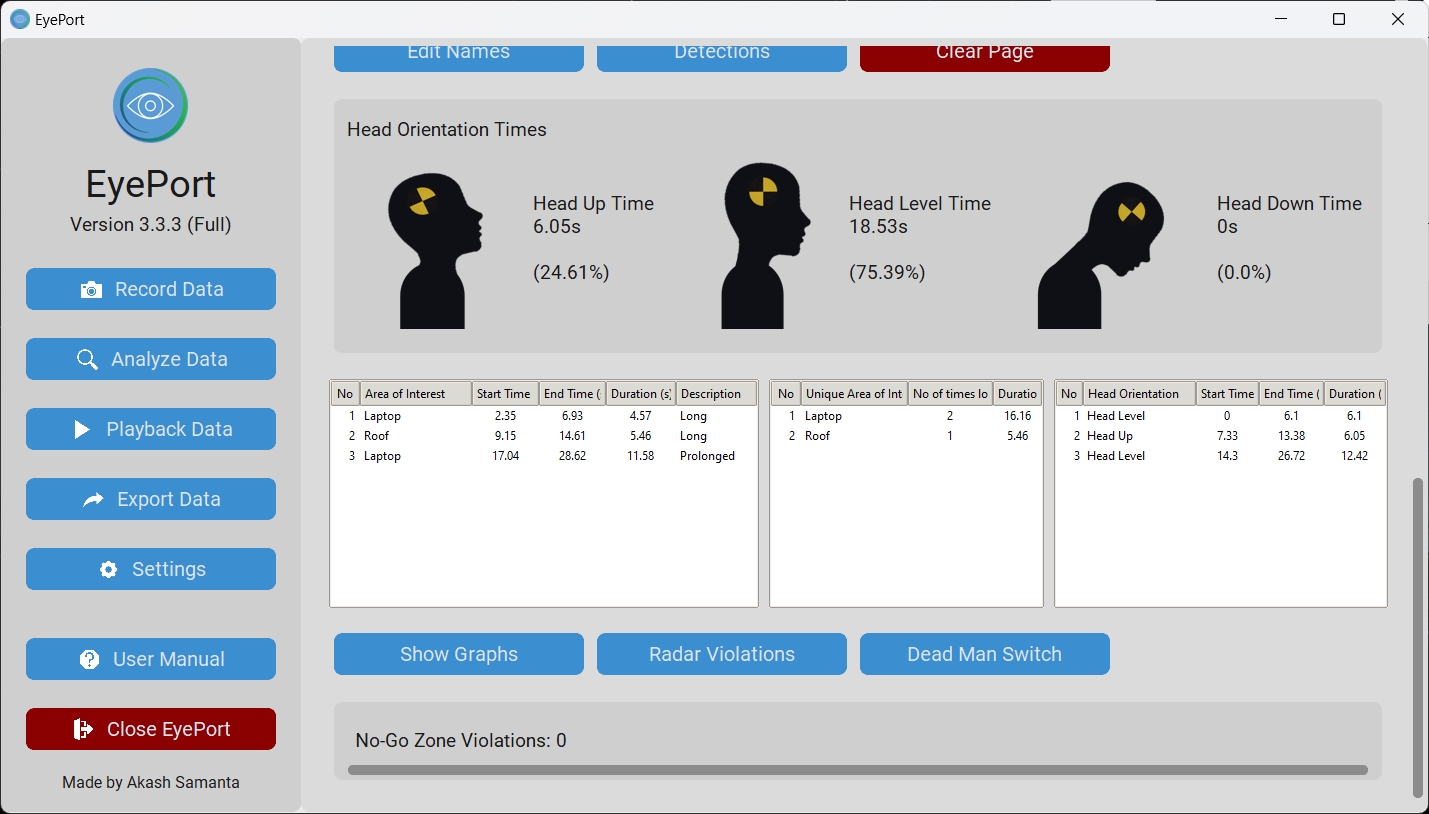 EyePort
EyePort
Version 3.3.3 (Full)
Record Data
Analyze Data
Playback Data
Export Data
Settings
User Manual
Close EyePort
Made by Akash Samanta
Edit Names Detections Clear Page
Head Orientation Times
Head Up Time
6.05s
(24.61%)
Head Level Time
18.53s
(75.39%)
Head Down Time
0s
(0.0%)
No Area of Interest Start Time End Time ( Duration (s) Description
1 Laptop 2.35 6.93 4.57 Long
2 Roof 9.15 14.61 5.46 Long
3 Laptop 17.04 28.62 11.58 Prolonged
No Unique Area of Int No of times lo Duratio
1 Laptop 2 16.16
2 Roof 1 5.46
No Head Orientation Start Time End Time ( Duration (
1 Head Level 0 6.1 6.1
2 Head Up 7.33 13.38 6.05
3 Head Level 14.3 26.72 12.42
Show Graphs Radar Violations Dead Man Switch
No-Go Zone Violations: 0